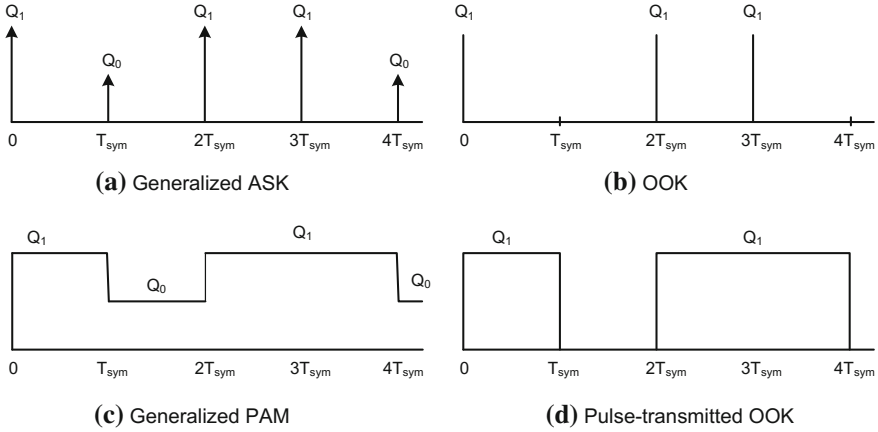 Q₁ Q₀ Q₁ Q₁ Q₀
0 Tsym 2Tsym 3Tsym 4Tsym
(a) Generalized ASK
Q₁ Q₁ Q₁
0 Tsym 2Tsym 3Tsym 4Tsym
(b) OOK
Q₁ Q₀ Q₁ Q₀
0 Tsym 2Tsym 3Tsym 4Tsym
(c) Generalized PAM
Q₁ Q₁
0 Tsym 2Tsym 3Tsym 4Tsym
(d) Pulse-transmitted OOK